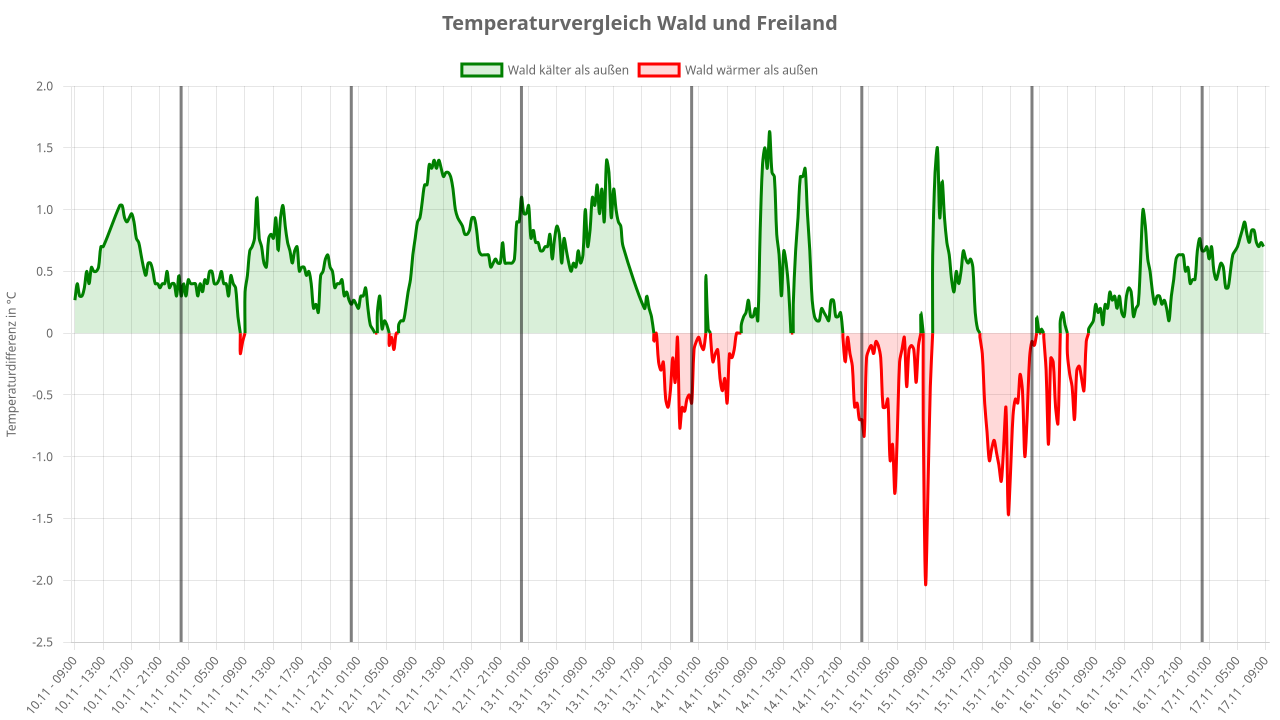 Temperaturvergleich Wald und Freiland
Wald kälter als außen
Wald wärmer als außen
Temperaturdifferenz in °C
2.0
1.5
1.0
0.5
0
-0.5
-1.0
-1.5
-2.0
-2.5
10.11 - 09:00
10.11 - 13:00
10.11 - 17:00
10.11 - 21:00
11.11 - 01:00
11.11 - 05:00
11.11 - 09:00
11.11 - 13:00
11.11 - 17:00
11.11 - 21:00
12.11 - 01:00
12.11 - 05:00
12.11 - 09:00
12.11 - 13:00
12.11 - 17:00
12.11 - 21:00
13.11 - 01:00
13.11 - 05:00
13.11 - 09:00
13.11 - 13:00
13.11 - 17:00
13.11 - 21:00
14.11 - 01:00
14.11 - 05:00
14.11 - 09:00
14.11 - 13:00
14.11 - 17:00
14.11 - 21:00
15.11 - 01:00
15.11 - 05:00
15.11 - 09:00
15.11 - 13:00
15.11 - 17:00
15.11 - 21:00
16.11 - 01:00
16.11 - 05:00
16.11 - 09:00
16.11 - 13:00
16.11 - 17:00
16.11 - 21:00
17.11 - 01:00
17.11 - 05:00
17.11 - 09:00